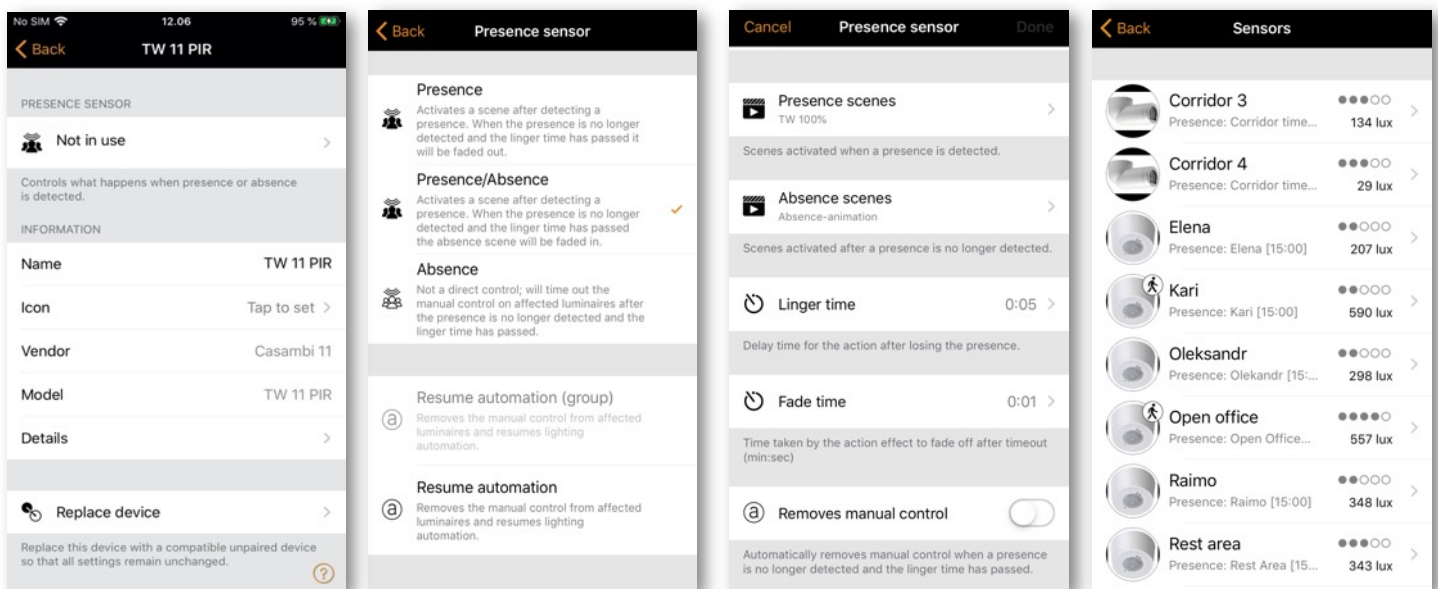 No SIM 12.06 95 %
Back TW 11 PIR
PRESENCE SENSOR
Not in use
Controls what happens when presence or absence
is detected.
INFORMATION
Name TW 11 PIR
Icon Tap to set
Vendor Casambi 11
Model TW 11 PIR
Details
Replace device
Replace this device with a compatible unpaired device
so that all settings remain unchanged.
?
Back Presence sensor
Presence
Activates a scene after detecting a
presence. When the presence is no longer
detected and the linger time has passed it
will be faded out.
Presence/Absence
Activates a scene after detecting a
presence. When the presence is no longer
detected and the linger time has passed
the absence scene will be faded in.
Absence
Not a direct control; will time out the
manual control on affected luminaires after
the presence is no longer detected and the
linger time has passed.
Resume automation (group)
a
Removes the manual control from affected
luminaires and resumes lighting
automation.
Resume automation
a
Removes the manual control from affected
luminaires and resumes lighting
automation.
Cancel Presence sensor Done
Presence scenes
TW 100%
Scenes activated when a presence is detected.
Absence scenes
Absence-animation
Scenes activated after a presence is no longer detected.
Linger time 0:05
Delay time for the action after losing the presence.
Fade time 0:01
Time taken by the action effect to fade off after timeout
(min:sec)
a Removes manual control
Automatically removes manual control when a presence
is no longer detected and the linger time has passed.
Back Sensors
Corridor 3
Presence: Corridor time... 134 lux
Corridor 4
Presence: Corridor time... 29 lux
Elena
Presence: Elena [15:00] 207 lux
Kari
Presence: Kari [15:00] 590 lux
Oleksandr
Presence: Olekandr [15:... 298 lux
Open office
Presence: Open Office... 557 lux
Raimo
Presence: Raimo [15:00] 348 lux
Rest area
Presence: Rest Area [15... 343 lux